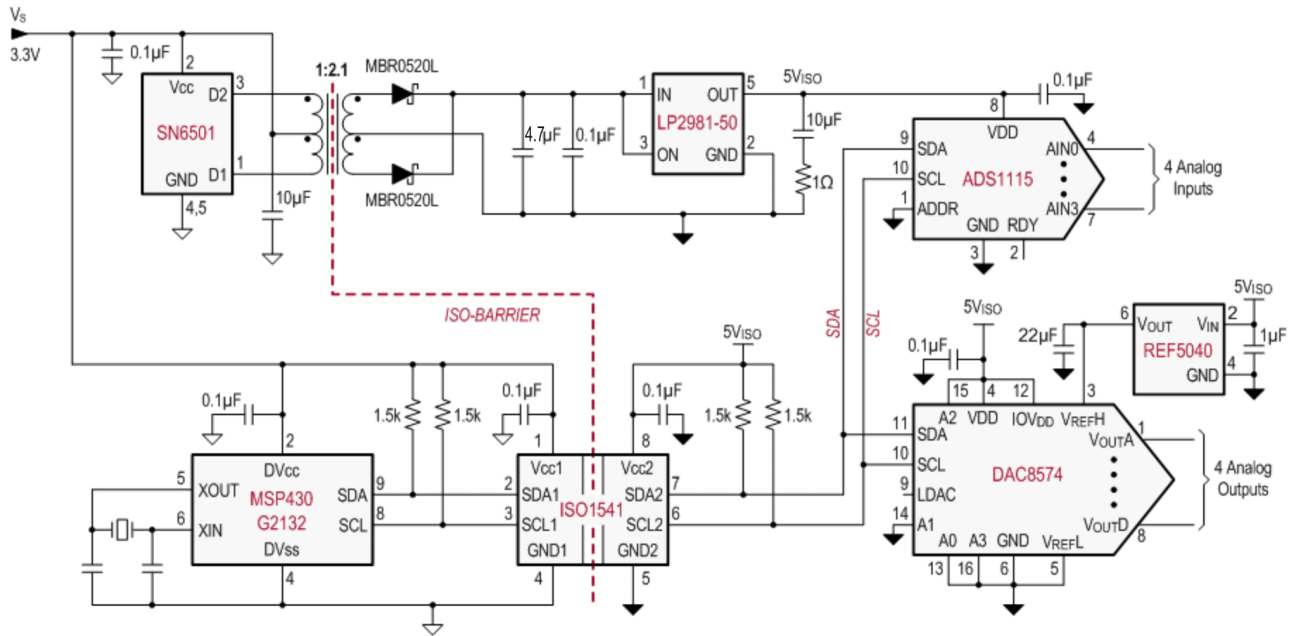 VS
3.3V
0.1µF
2
Vcc
3
D2
SN6501
D1
1
GND
4,5
10µF
1:2.1
MBR0520L
MBR0520L
4.7µF
0.1µF
1
IN
OUT
5
LP2981-50
3
ON
GND
2
5VISO
10µF
1Ω
0.1µF
8
VDD
9
SDA
AIN0
4
10
SCL
ADS1115
1
ADDR
AIN3
7
GND
RDY
3
2
4 Analog
Inputs
ISO-BARRIER
SDA
SCL
0.1µF
2
DVcc
5
XOUT
MSP430
G2132
SDA
9
6
XIN
SCL
8
DVss
4
1.5k
1.5k
0.1µF
1
Vcc1
2
SDA1
3
SCL1
GND1
4
ISO1541
5VISO
0.1µF
8
Vcc2
SDA2
7
SCL2
6
GND2
5
1.5k
1.5k
5VISO
0.1µF
22µF
6
VOUT
VIN
2
REF5040
GND
4
5VISO
1µF
15
4
12
3
A2
VDD
IOVDD
VREFH
11
SDA
VOUTA
1
10
SCL
DAC8574
9
LDAC
14
A1
VOUTD
8
A0
A3
GND
VREFL
13
16
6
5
4 Analog
Outputs